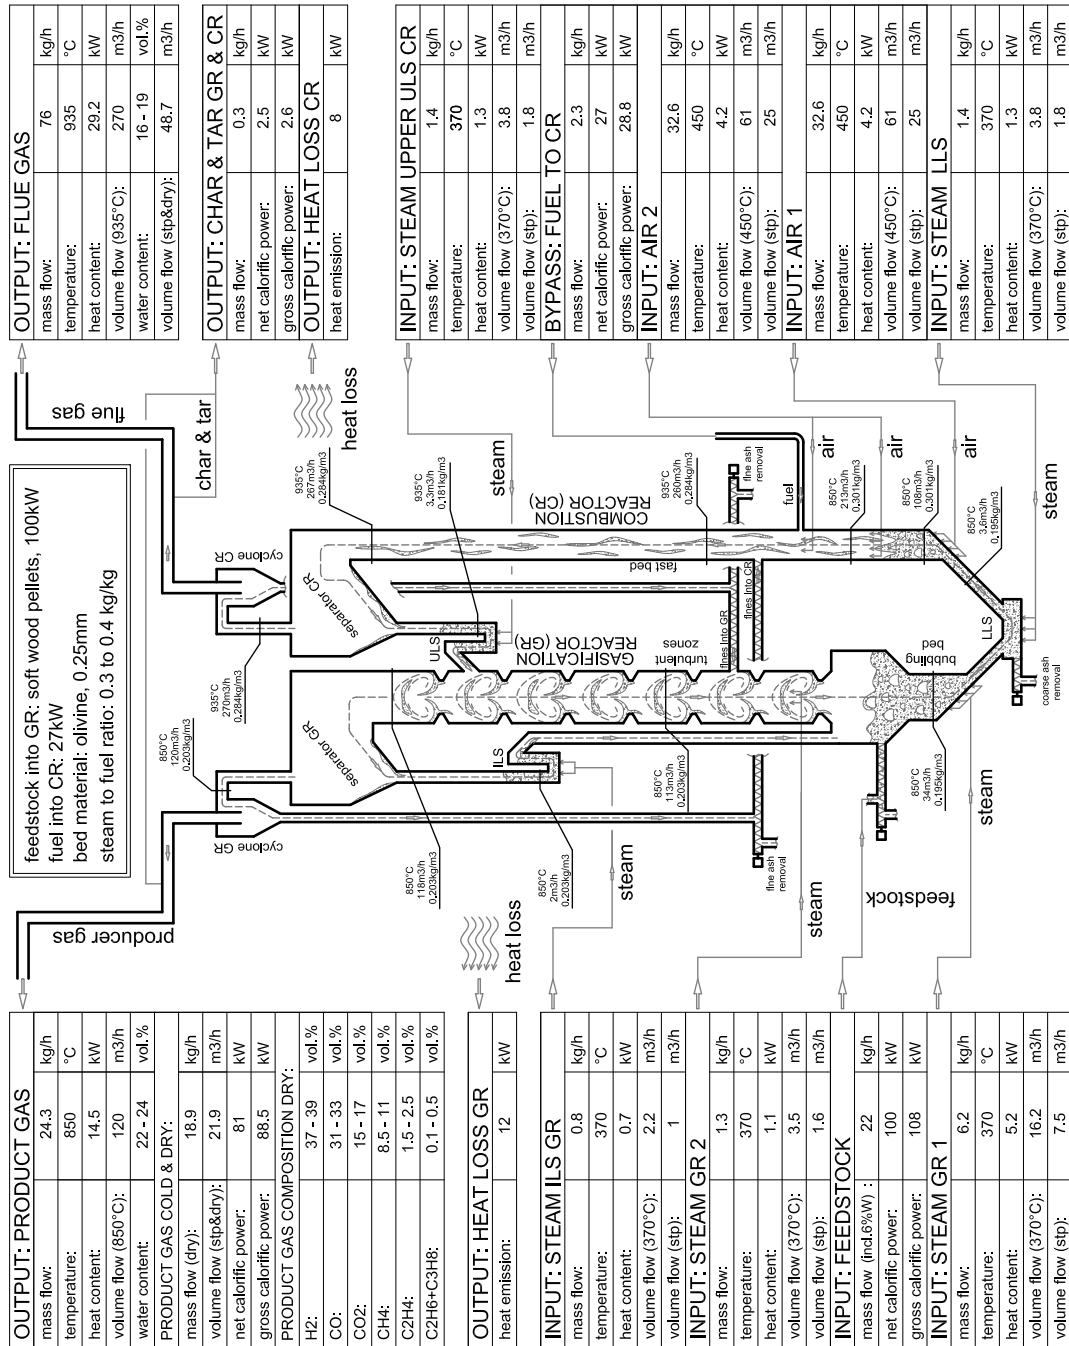 OUTPUT: PRODUCT GAS
mass flow: 24.3 kg/h
temperature: 850 °C
heat content: 14.5 kW
volume flow (850°C): 120 m3/h
water content: 22 - 24 vol.%
PRODUCT GAS COLD & DRY:
mass flow (dry): 18.9 kg/h
volume flow (stp&dry): 21.9 m3/h
net calorific power: 81 kW
gross calorific power: 88.5 kW
PRODUCT GAS COMPOSITION DRY:
H2: 37 - 39 vol.%
CO: 31 - 33 vol.%
CO2: 15 - 17 vol.%
CH4: 8.5 - 11 vol.%
C2H4: 1.5 - 2.5 vol.%
C2H6+C3H8: 0.1 - 0.5 vol.%
OUTPUT: HEAT LOSS GR
heat emission: 12 kW
INPUT: STEAM ILS GR
mass flow: 0.8 kg/h
temperature: 370 °C
heat content: 0.7 kW
volume flow (370°C): 2.2 m3/h
volume flow (stp): 1 m3/h
INPUT: STEAM GR 2
mass flow: 1.3 kg/h
temperature: 370 °C
heat content: 1.1 kW
volume flow (370°C): 3.5 m3/h
volume flow (stp): 1.6 m3/h
INPUT: FEEDSTOCK
mass flow (incl.6%W) : 22 kg/h
net calorific power: 100 kW
gross calorific power: 108 kW
INPUT: STEAM GR 1
mass flow: 6.2 kg/h
temperature: 370 °C
heat content: 5.2 kW
volume flow (370°C): 16.2 m3/h
volume flow (stp): 7.5 m3/h
feedstock into GR: soft wood pellets, 100kW
fuel into CR: 27kW
bed material: olivine, 0.25mm
steam to fuel ratio: 0.3 to 0.4 kg/kg
producer gas
flue gas
char & tar
heat loss
heat loss
cyclone GR
cyclone CR
separator GR
separator CR
850°C
120m3/h
0.203kg/m3
935°C
270m3/h
0.284kg/m3
935°C
267m3/h
0.284kg/m3
935°C
3.3m3/h
0.181kg/m3
850°C
118m3/h
0.203kg/m3
850°C
2m3/h
0.203kg/m3
850°C
113m3/h
0.203kg/m3
935°C
260m3/h
0.284kg/m3
850°C
213m3/h
0.301kg/m3
850°C
108m3/h
0.301kg/m3
850°C
34m3/h
0.195kg/m3
850°C
3.6m3/h
0.195kg/m3
ULS
ILS
LLS
GASIFICATION
REACTOR (GR)
COMBUSTION
REACTOR (CR)
turbulent
zones
fast bed
fines into GR
fines into CR
bubbling
bed
fine ash
removal
fine ash
removal
coarse ash
removal
steam
steam
steam
steam
steam
feedstock
fuel
air
air
air
OUTPUT: FLUE GAS
mass flow: 76 kg/h
temperature: 935 °C
heat content: 29.2 kW
volume flow (935°C): 270 m3/h
water content: 16 - 19 vol.%
volume flow (stp&dry): 48.7 m3/h
OUTPUT: CHAR & TAR GR & CR
mass flow: 0.3 kg/h
net calorific power: 2.5 kW
gross calorific power: 2.6 kW
OUTPUT: HEAT LOSS CR
heat emission: 8 kW
INPUT: STEAM UPPER ULS CR
mass flow: 1.4 kg/h
temperature: 370 °C
heat content: 1.3 kW
volume flow (370°C): 3.8 m3/h
volume flow (stp): 1.8 m3/h
BYPASS: FUEL TO CR
mass flow: 2.3 kg/h
net calorific power: 27 kW
gross calorific power: 28.8 kW
INPUT: AIR 2
mass flow: 32.6 kg/h
temperature: 450 °C
heat content: 4.2 kW
volume flow (450°C): 61 m3/h
volume flow (stp): 25 m3/h
INPUT: AIR 1
mass flow: 32.6 kg/h
temperature: 450 °C
heat content: 4.2 kW
volume flow (450°C): 61 m3/h
volume flow (stp): 25 m3/h
INPUT: STEAM LLS
mass flow: 1.4 kg/h
temperature: 370 °C
heat content: 1.3 kW
volume flow (370°C): 3.8 m3/h
volume flow (stp): 1.8 m3/h